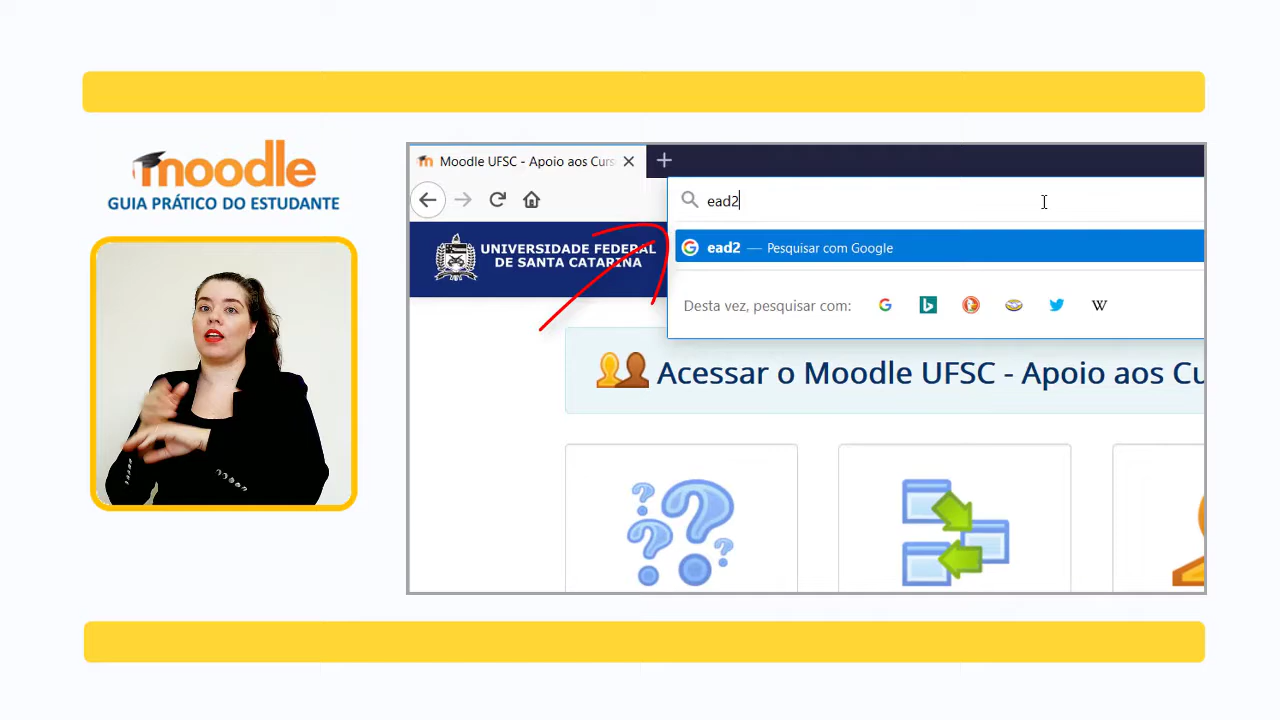 moodle
GUIA PRÁTICO DO ESTUDANTE
Moodle UFSC - Apoio aos Curs
ead2
ead2 — Pesquisar com Google
UNIVERSIDADE FEDERAL
DE SANTA CATARINA
Desta vez, pesquisar com:
Acessar o Moodle UFSC - Apoio aos Cu